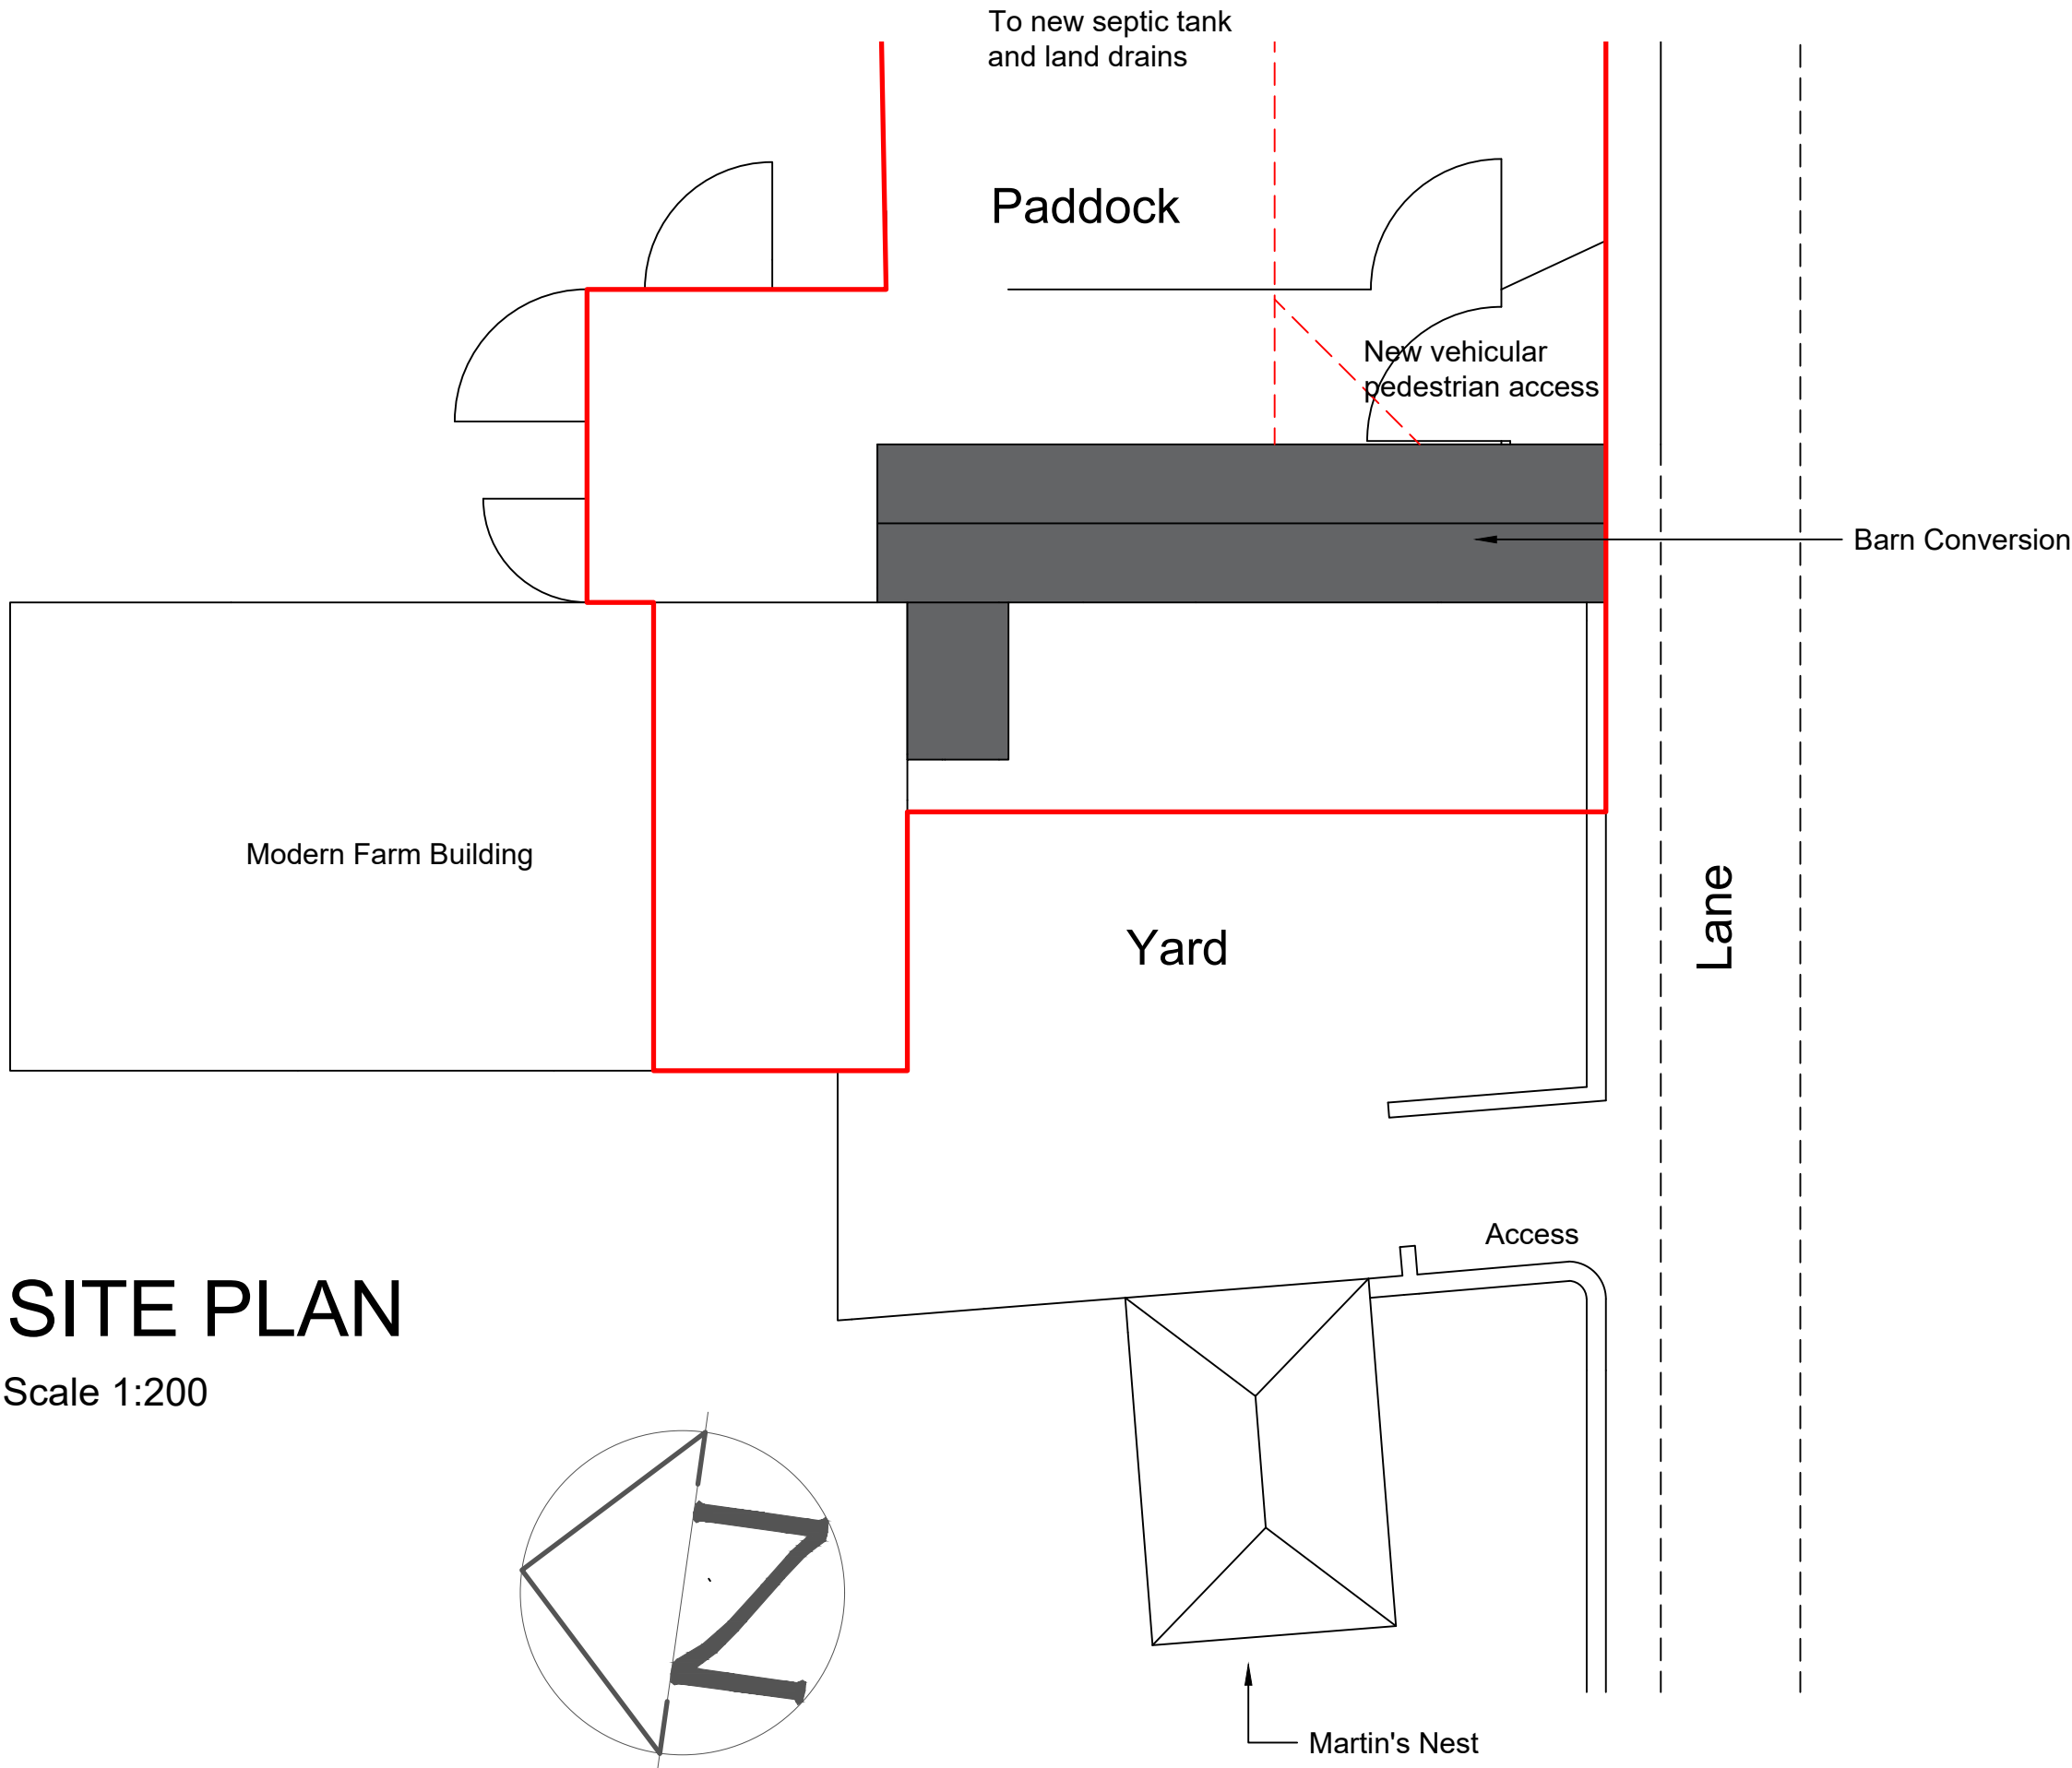 To new septic tank
and land drains
Paddock
New vehicular
pedestrian access
Barn Conversion
Modern Farm Building
Lane
Yard
Access
SITE PLAN
Scale 1:200
N
Martin's Nest